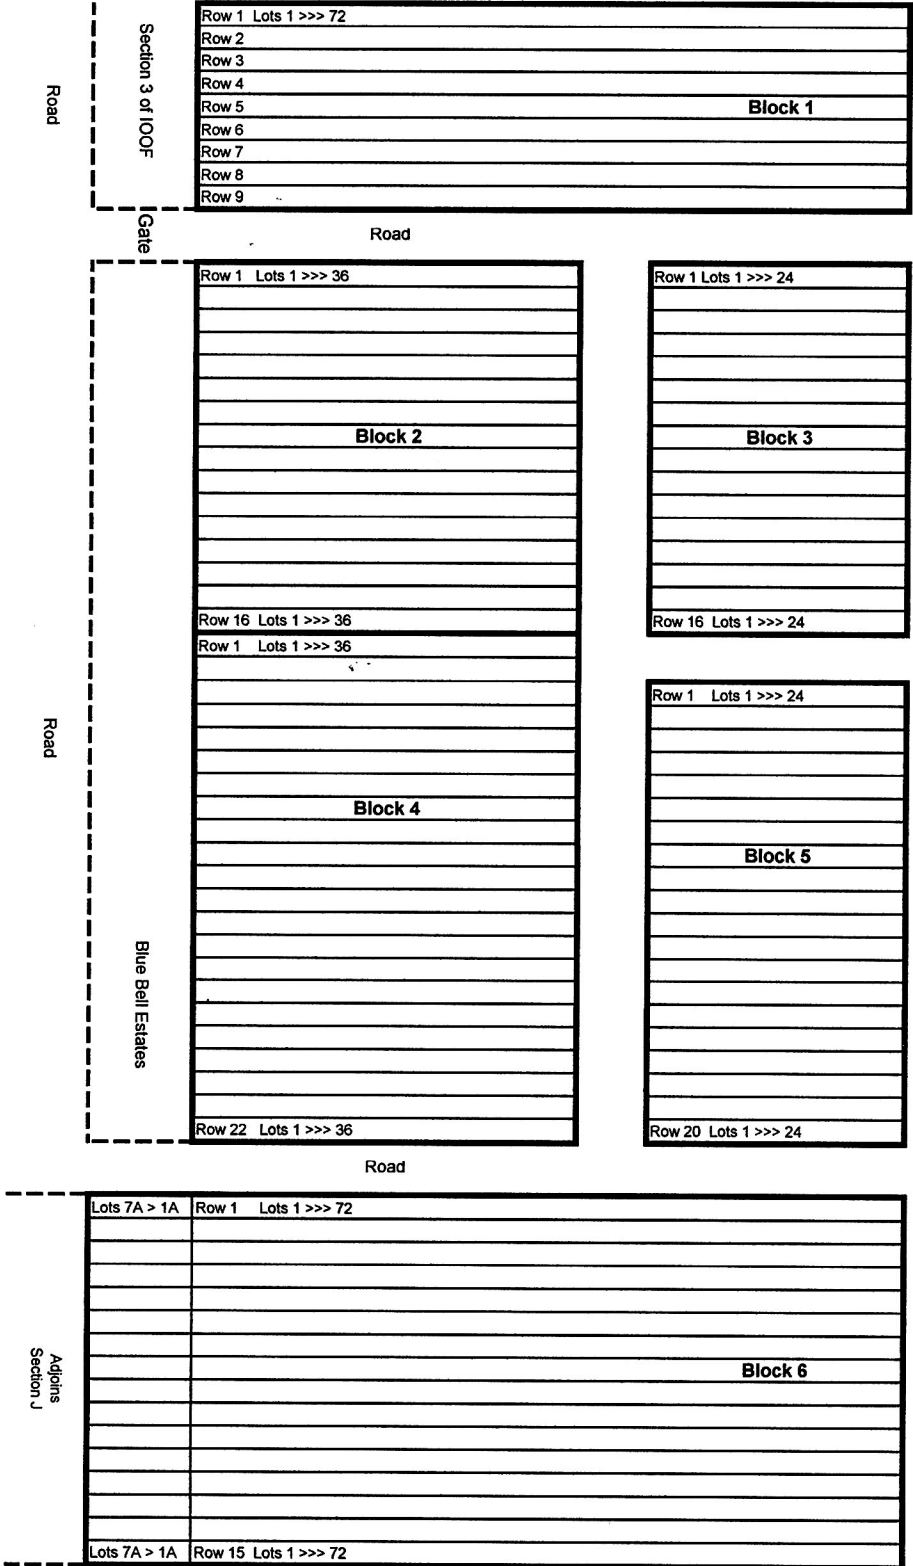 Row 1 Lots 1 >>> 72
Row 2
Row 3
Row 4
Row 5
Row 6
Row 7
Row 8
Row 9
Block 1
Section 3 of IOOF
Road
Gate
Road
Row 1 Lots 1 >>> 36
Block 2
Row 16 Lots 1 >>> 36
Row 1 Lots 1 >>> 24
Block 3
Row 16 Lots 1 >>> 24
Row 1 Lots 1 >>> 36
Block 4
Row 22 Lots 1 >>> 36
Row 1 Lots 1 >>> 24
Block 5
Row 20 Lots 1 >>> 24
Road
Blue Bell Estates
Road
Lots 7A > 1A Row 1 Lots 1 >>> 72
Block 6
Adjoins
Section J
Lots 7A > 1A Row 15 Lots 1 >>> 72